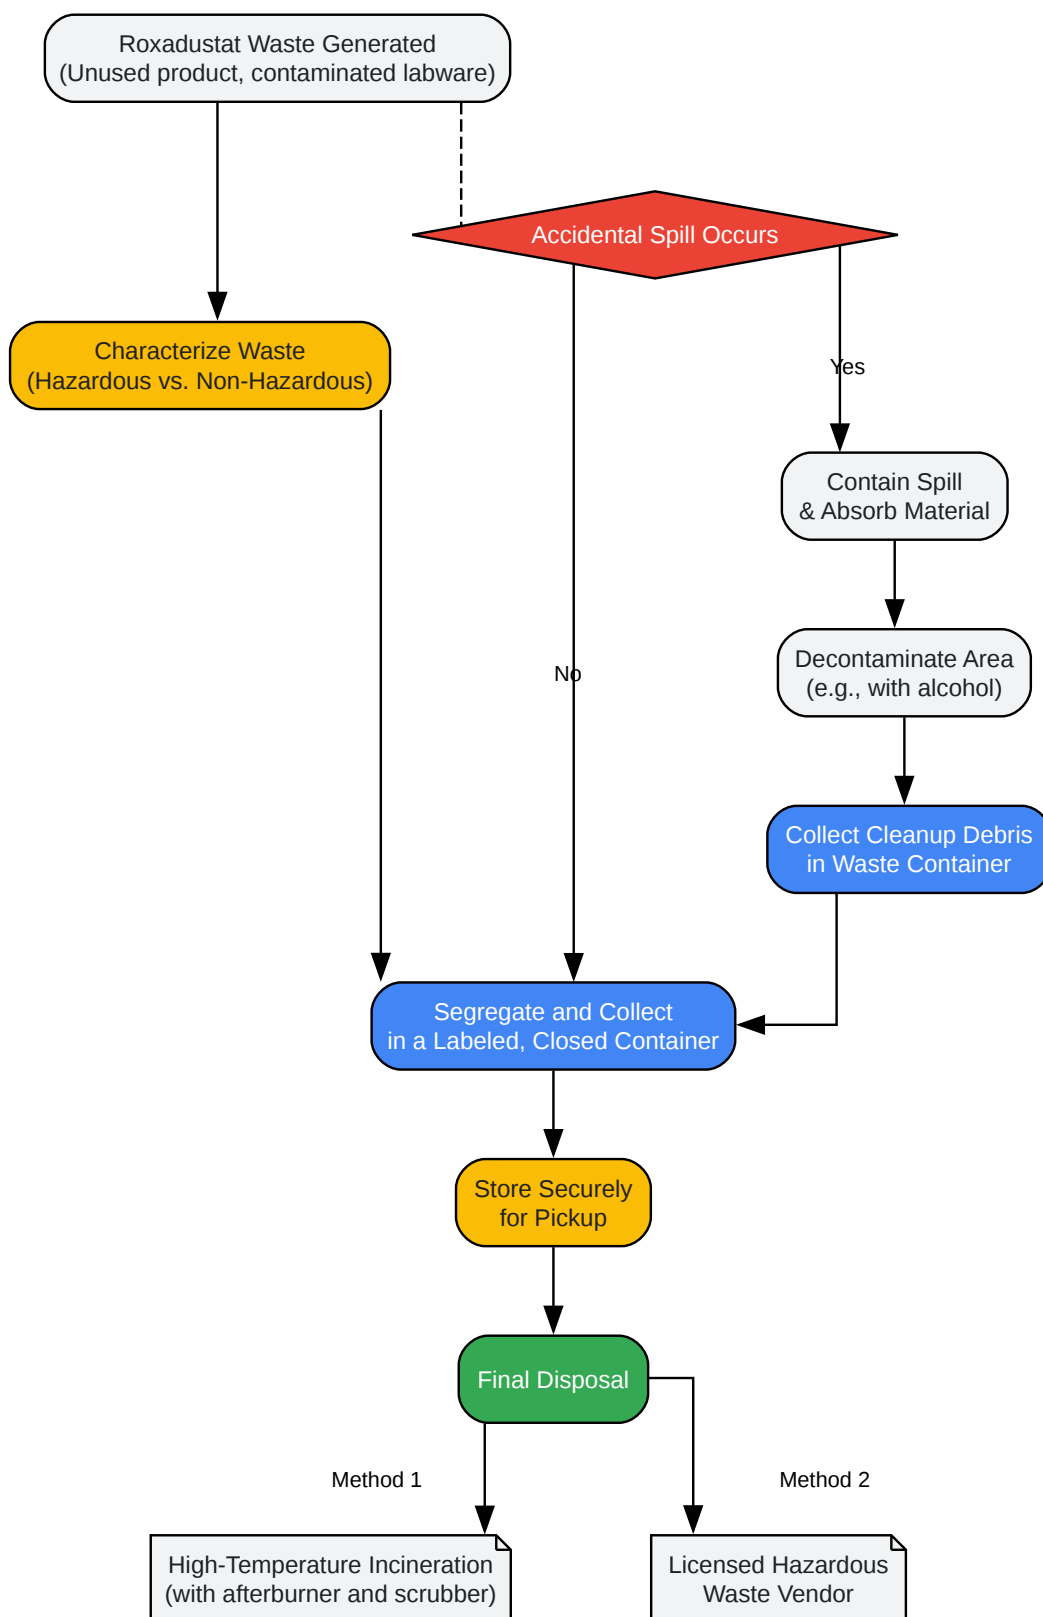 Roxadustat Waste Generated
(Unused product, contaminated labware)
Accidental Spill Occurs
Characterize Waste
(Hazardous vs. Non-Hazardous)
Yes
Contain Spill
& Absorb Material
No
Decontaminate Area
(e.g., with alcohol)
Collect Cleanup Debris
in Waste Container
Segregate and Collect
in a Labeled, Closed Container
Store Securely
for Pickup
Final Disposal
Method 1
Method 2
High-Temperature Incineration
(with afterburner and scrubber)
Licensed Hazardous
Waste Vendor